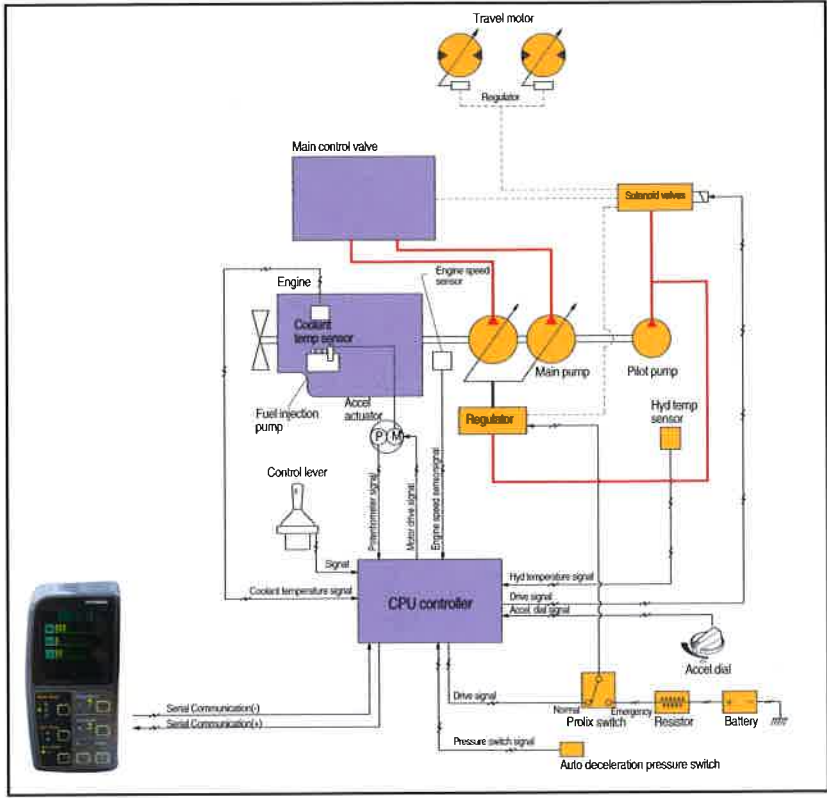 Travel motor
Regulator
Main control valve
Solenoid valves
Engine speed
sensor
Engine
Coolant
temp sensor
Main pump
Pilot pump
Fuel injection
pump
Accel
actuator
Regulator
Hyd temp
sensor
P
M
Control lever
Potentiometer signal
Motor drive signal
Engine speed sensor/signal
Signal
Coolant temperature signal
CPU controller
Hyd temperature signal
Drive signal
Accel. dial signal
Accel.dial
Drive signal
Normal
Emergency
Prolix switch
Resistor
Battery
Serial Communication(-)
Serial Communication(+)
Pressure switch signal
Auto deceleration pressure switch